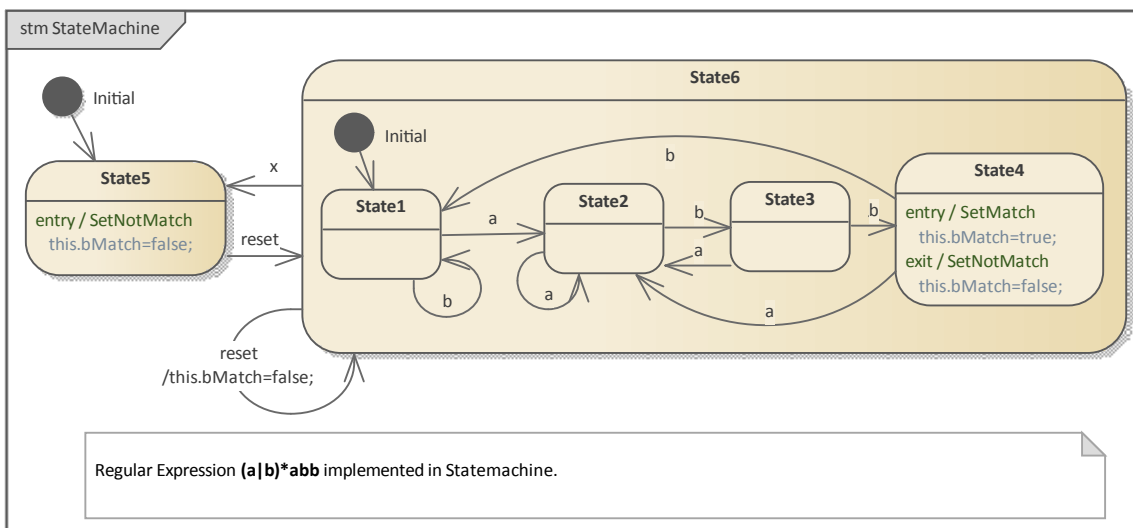 stm StateMachine
State6
Initial
Initial
State5
entry / SetNotMatch
this.bMatch=false;
x
reset
State1
a
b
State2
a
b
a
State3
b
b
a
State4
entry / SetMatch
this.bMatch=true;
exit / SetNotMatch
this.bMatch=false;
reset
/this.bMatch=false;
Regular Expression (a|b)*abb implemented in Statemachine.